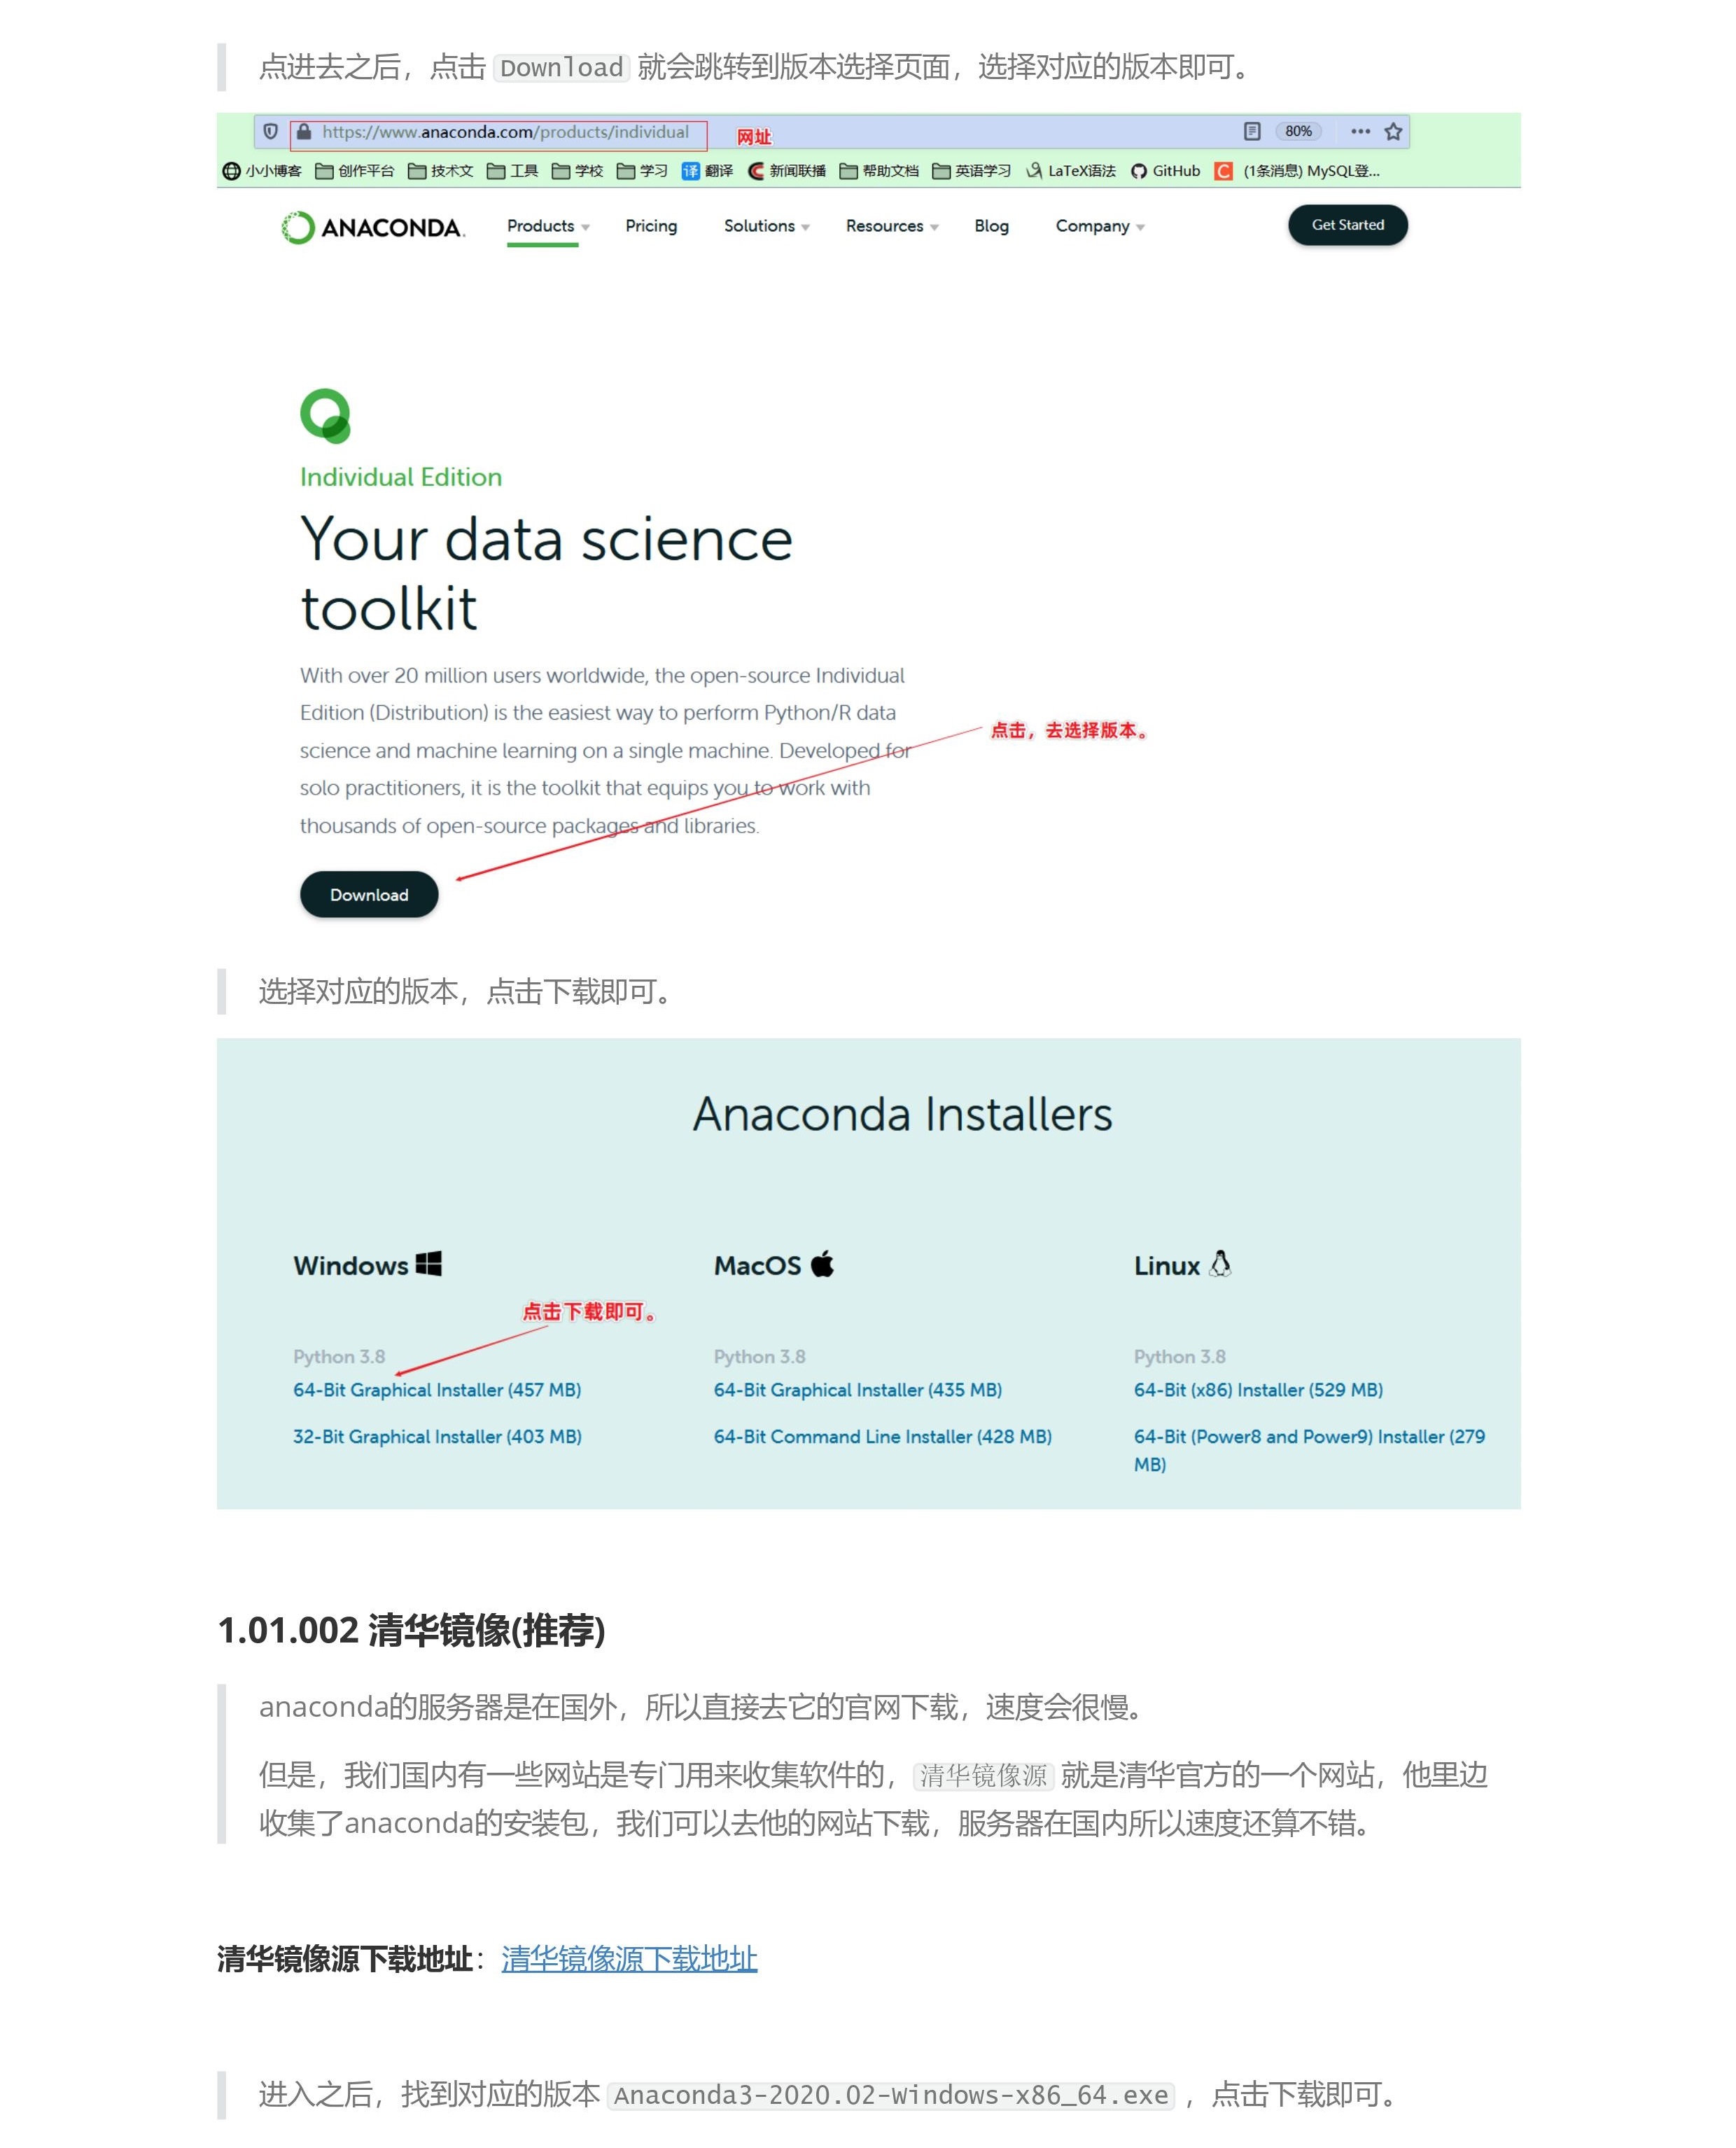 点进去之后，点击 Download 就会跳转到版本选择页面，选择对应的版本即可。
https://www.anaconda.com/products/individual 网址 80%
小小博客 创作平台 技术文 工具 学校 学习 译 翻译 新闻联播 帮助文档 英语学习 LaTeX语法 GitHub C (1条消息) MySQL登...
ANACONDA. Products Pricing Solutions Resources Blog Company Get Started
Individual Edition
Your data science
toolkit
With over 20 million users worldwide, the open-source Individual
Edition (Distribution) is the easiest way to perform Python/R data
science and machine learning on a single machine. Developed for
solo practitioners, it is the toolkit that equips you to work with
thousands of open-source packages and libraries.
点击，去选择版本。
Download
选择对应的版本，点击下载即可。
Anaconda Installers
Windows MacOS Linux
点击下载即可。
Python 3.8 Python 3.8 Python 3.8
64-Bit Graphical Installer (457 MB) 64-Bit Graphical Installer (435 MB) 64-Bit (x86) Installer (529 MB)
32-Bit Graphical Installer (403 MB) 64-Bit Command Line Installer (428 MB) 64-Bit (Power8 and Power9) Installer (279
MB)
1.01.002 清华镜像(推荐)
anaconda的服务器是在国外，所以直接去它的官网下载，速度会很慢。
但是，我们国内有一些网站是专门用来收集软件的，清华镜像源 就是清华官方的一个网站，他里边
收集了anaconda的安装包，我们可以去他的网站下载，服务器在国内所以速度还算不错。
清华镜像源下载地址：清华镜像源下载地址
进入之后，找到对应的版本 Anaconda3-2020.02-Windows-x86_64.exe ，点击下载即可。